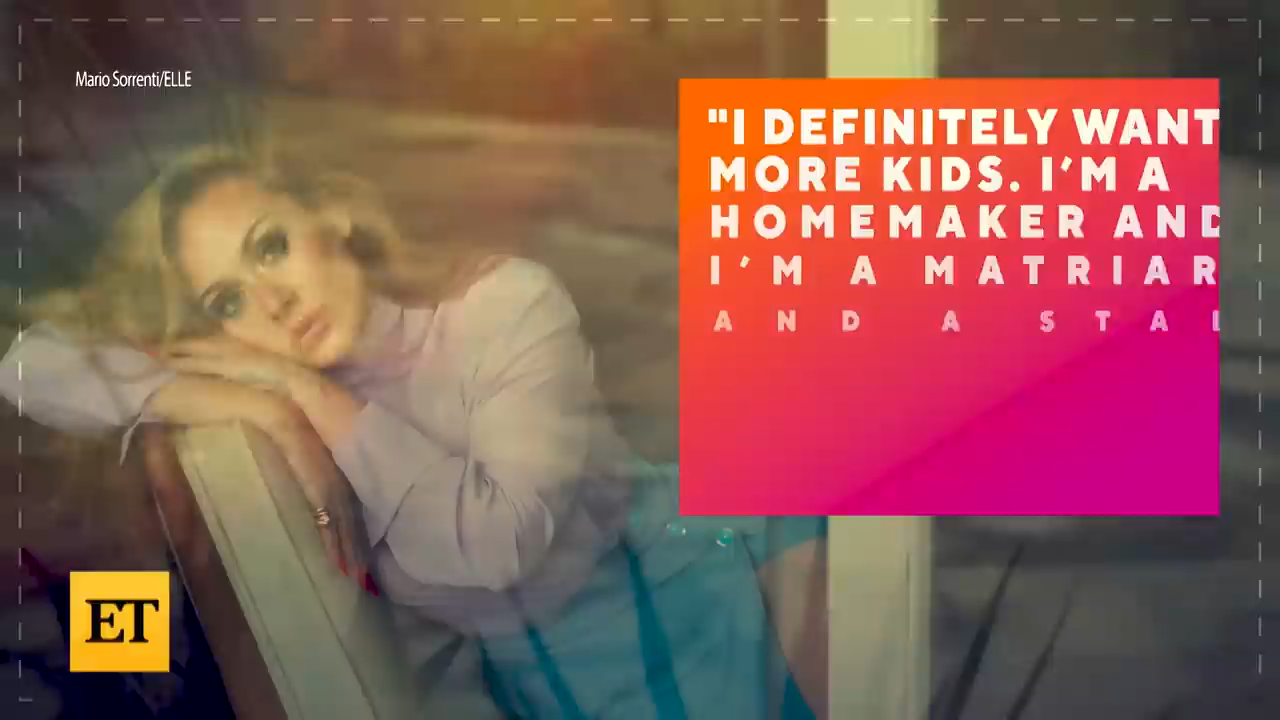 Mario Sorrenti/ELLE
"I DEFINITELY WANT
MORE KIDS. I'M A
HOMEMAKER AND
I'M A MATRIAR
AND A STA
ET